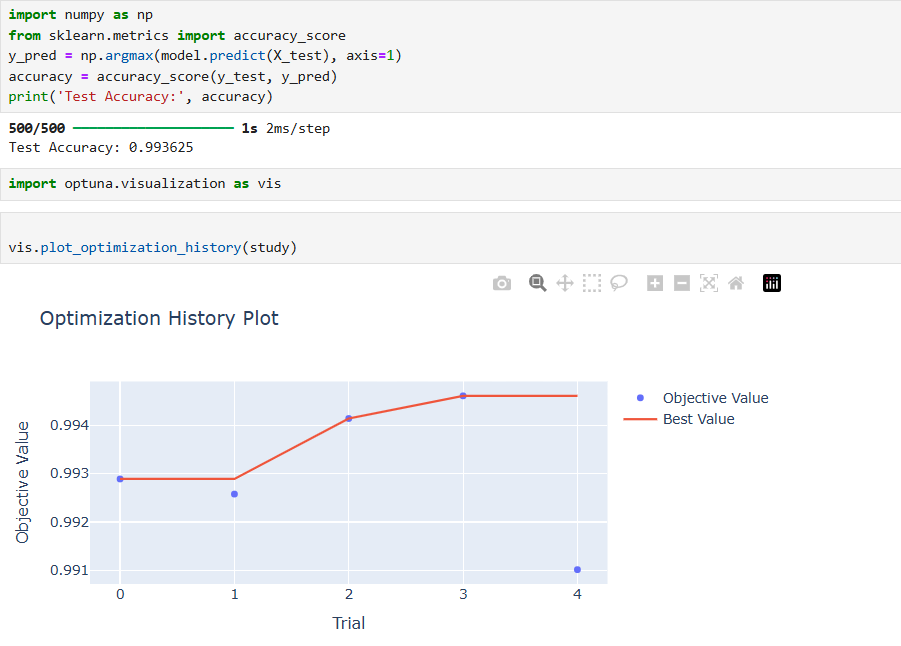 import numpy as np
from sklearn.metrics import accuracy_score
y_pred = np.argmax(model.predict(X_test), axis=1)
accuracy = accuracy_score(y_test, y_pred)
print('Test Accuracy:', accuracy)
500/500 ━━━━━━━━━━━━━━━━━━━━ 1s 2ms/step
Test Accuracy: 0.993625
import optuna.visualization as vis
vis.plot_optimization_history(study)
Optimization History Plot
Objective Value
Best Value
0.994
0.993
0.992
0.991
Objective Value
0 1 2 3 4
Trial